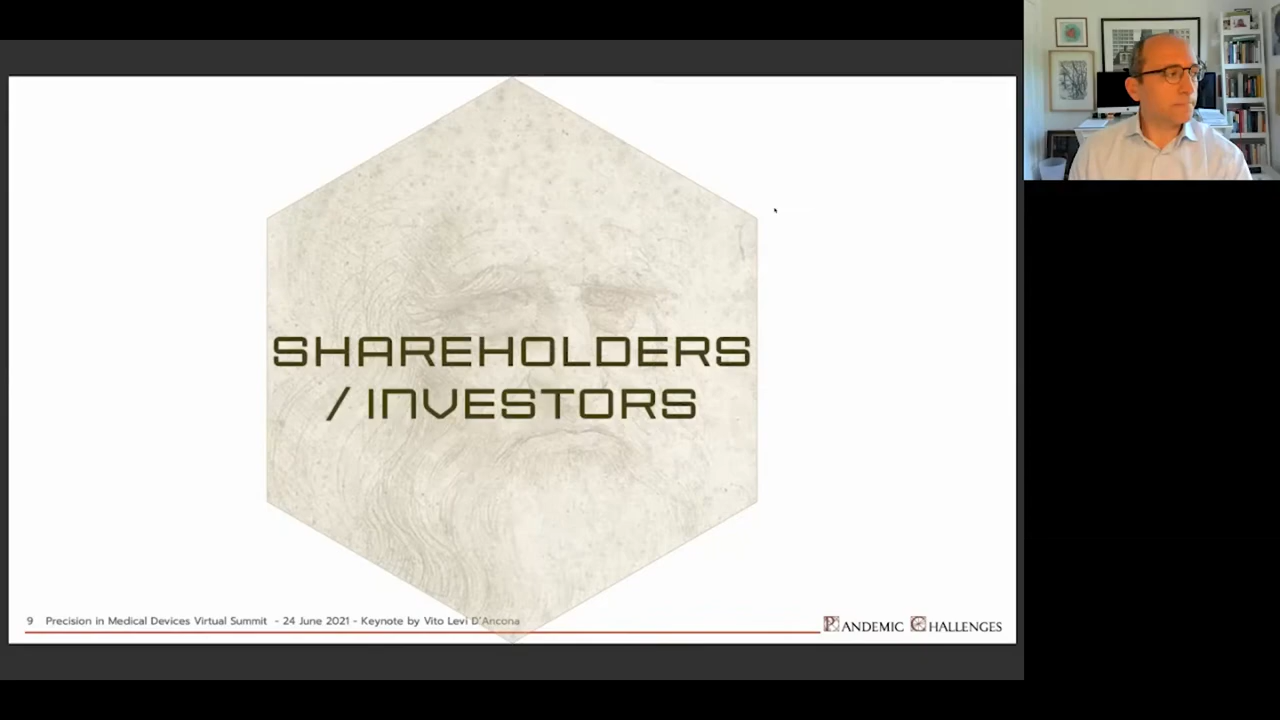 SHAREHOLDERS
/ INVESTORS
9 Precision in Medical Devices Virtual Summit - 24 June 2021 - Keynote by Vito Levi D'Ancona
PANDEMIC CHALLENGES